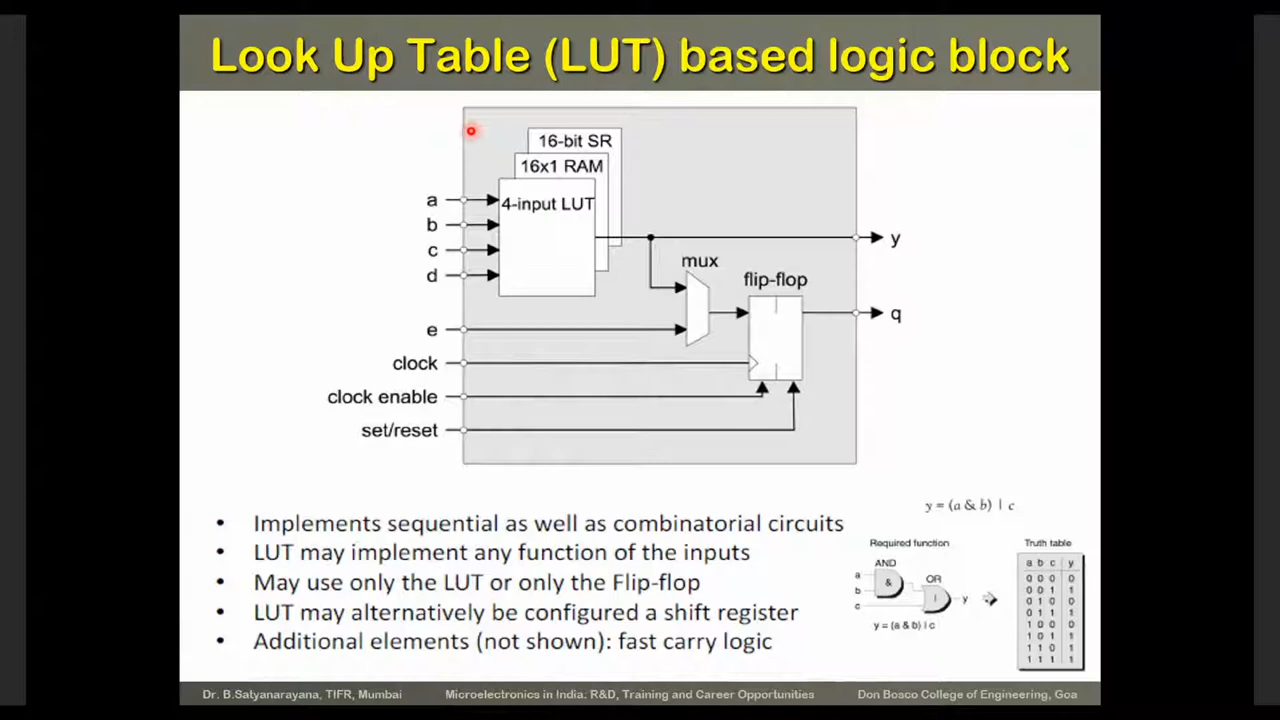 Look Up Table (LUT) based logic block
16-bit SR
16x1 RAM
4-input LUT
a
b
c
d
e
clock
clock enable
set/reset
mux
flip-flop
y
q
• Implements sequential as well as combinatorial circuits
• LUT may implement any function of the inputs
• May use only the LUT or only the Flip-flop
• LUT may alternatively be configured a shift register
• Additional elements (not shown): fast carry logic
y = (a & b) | c
Required function
AND
a
&
b
OR
|
y
c
y = (a & b) | c
Truth table
a b c y
0 0 0 0
0 0 1 1
0 1 0 0
0 1 1 1
1 0 0 0
1 0 1 1
1 1 0 1
1 1 1 1
Dr. B.Satyanarayana, TIFR, Mumbai
Microelectronics in India: R&D, Training and Career Opportunities
Don Bosco College of Engineering, Goa